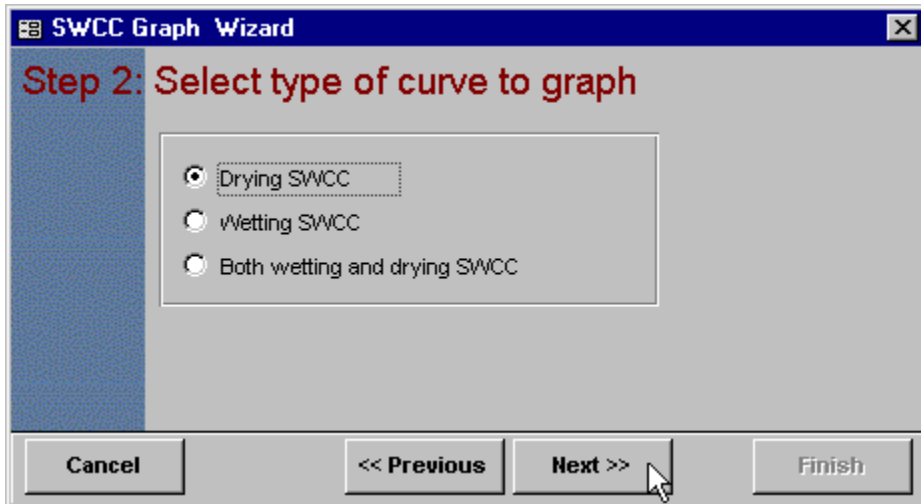 SWCC Graph Wizard
Step 2: Select type of curve to graph
Drying SWCC
Wetting SWCC
Both wetting and drying SWCC
Cancel
<< Previous
Next >>
Finish